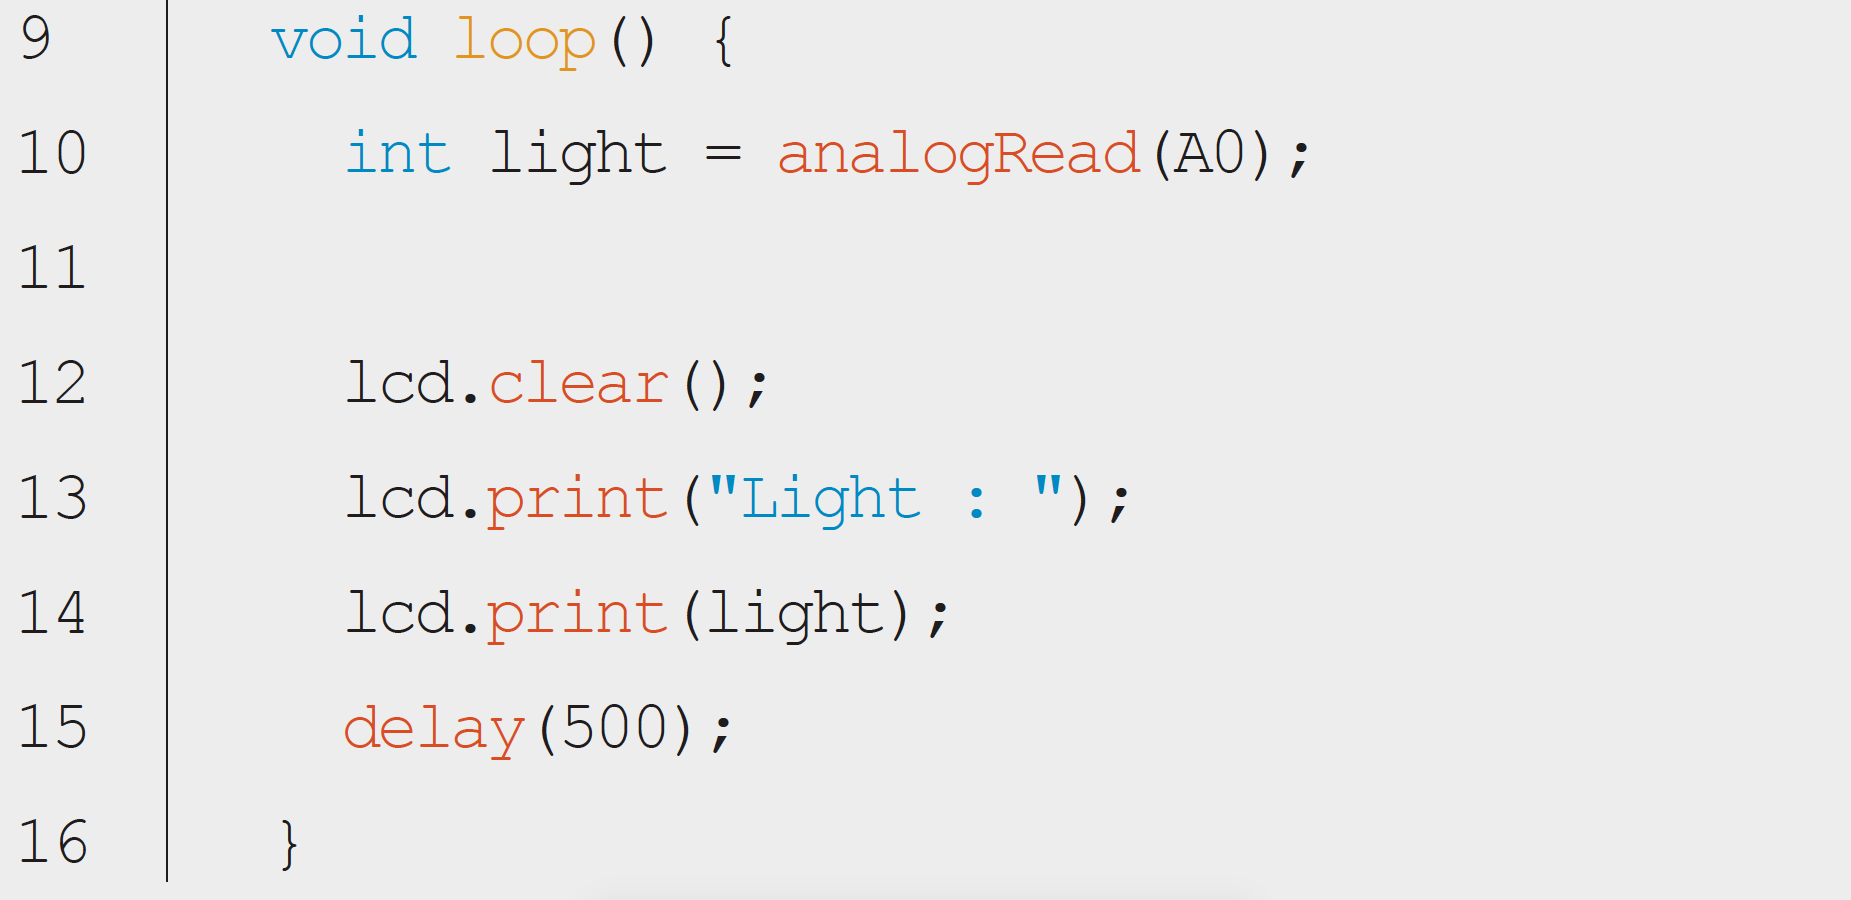 9 void loop() {
10 int light = analogRead(A0);
11
12 lcd.clear();
13 lcd.print("Light : ");
14 lcd.print(light);
15 delay(500);
16 }